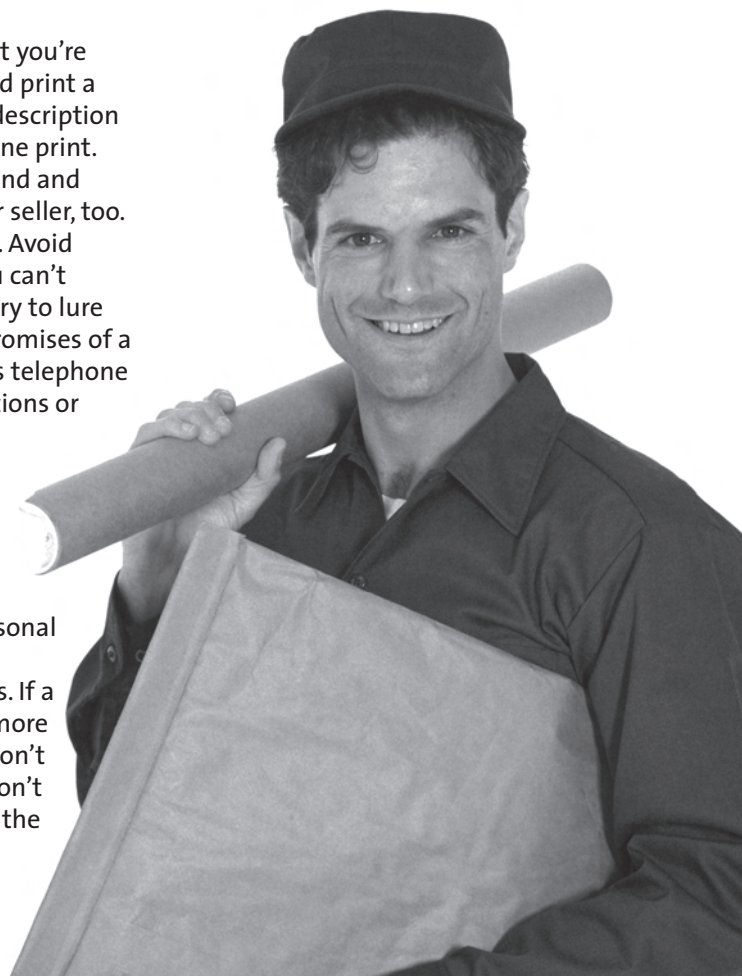 t you’re
d print a
description
ne print.
nd and
r seller, too.
. Avoid
u can’t
ry to lure
romises of a
s telephone
tions or
sonal
s. If a
more
on’t
on’t
the